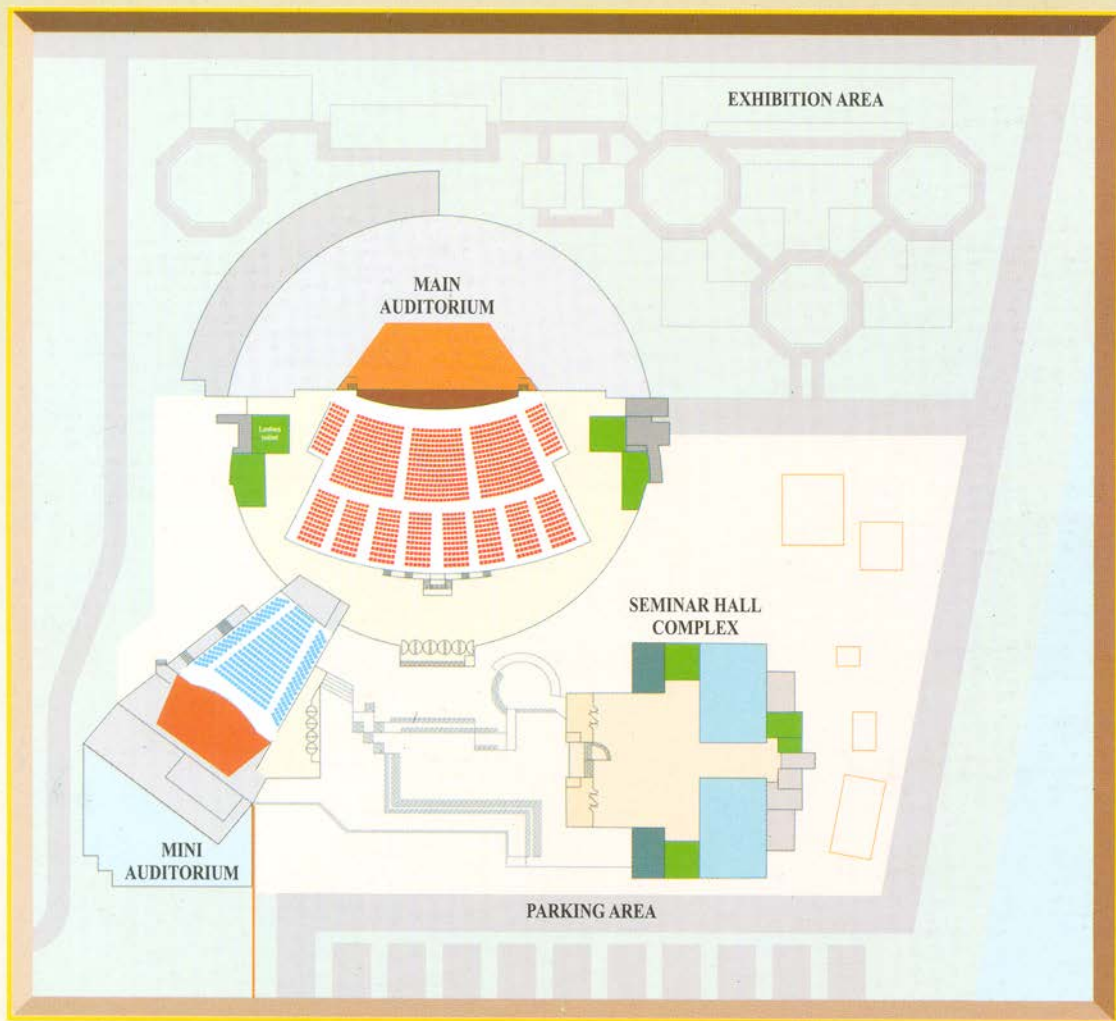 EXHIBITION AREA
MAIN
AUDITORIUM
Ladies
toilet
SEMINAR HALL
COMPLEX
MINI
AUDITORIUM
PARKING AREA